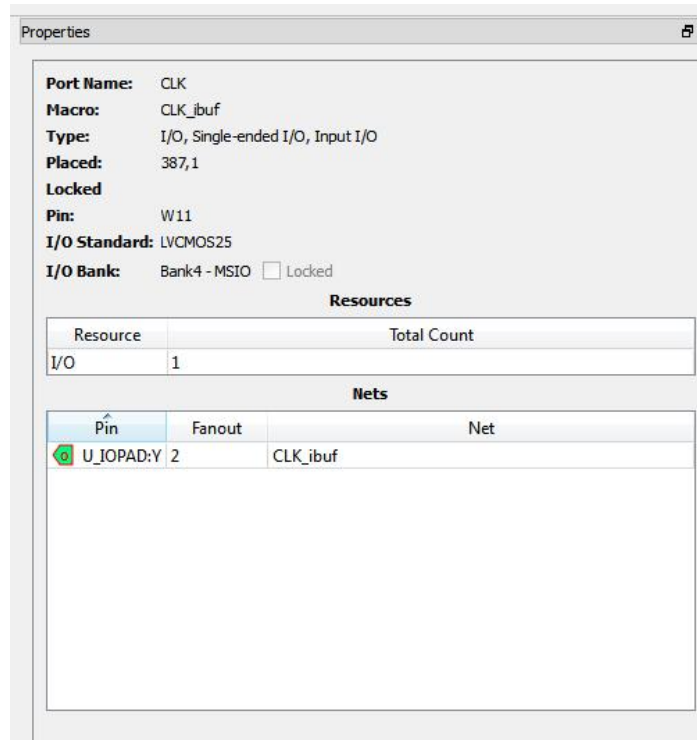 Properties
Port Name: CLK
Macro: CLK_ibuf
Type: I/O, Single-ended I/O, Input I/O
Placed: 387,1
Locked
Pin: W11
I/O Standard: LVCMOS25
I/O Bank: Bank4 - MSIO Locked
Resources
Resource Total Count
I/O 1
Nets
Pin Fanout Net
O U_IOPAD:Y 2 CLK_ibuf